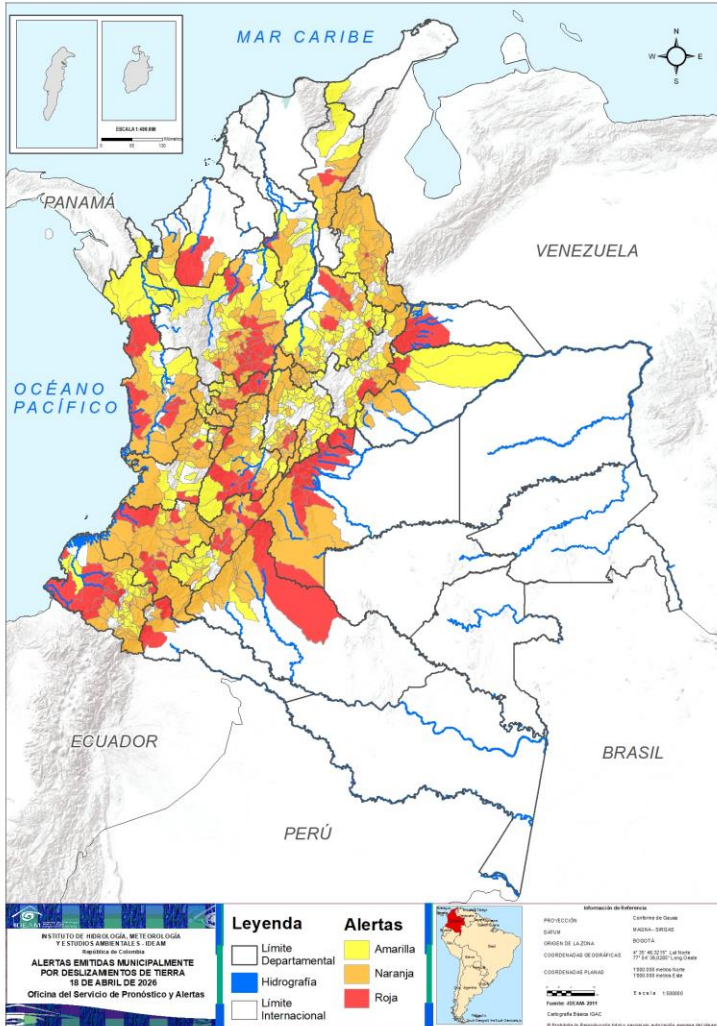 MAR CARIBE
N
W
E
S
ESCALA 1:400.000
PANAMÁ
VENEZUELA
OCÉANO
PACÍFICO
ECUADOR
BRASIL
PERÚ
IDEAM
INSTITUTO DE HIDROLOGÍA, METEOROLOGÍA
Y ESTUDIOS AMBIENTALES - IDEAM
República de Colombia
ALERTAS EMITIDAS MUNICIPALMENTE
POR DESLIZAMIENTOS DE TIERRA
18 DE ABRIL DE 2026
Oficina del Servicio de Pronóstico y Alertas
Leyenda
Límite
Departamental
Hidrografía
Límite
Internacional
Alertas
Amarilla
Naranja
Roja
Información de Referencia
PROYECCIÓN Conforme de Gauss
DATUM MAGNA - SIRGAS
ORIGEN DE LA ZONA BOGOTÁ
COORDENADAS GEOGRÁFICAS
COORDENADAS PLANAS
Fuente: IDEAM 2011
Cartografía Básica IGAC